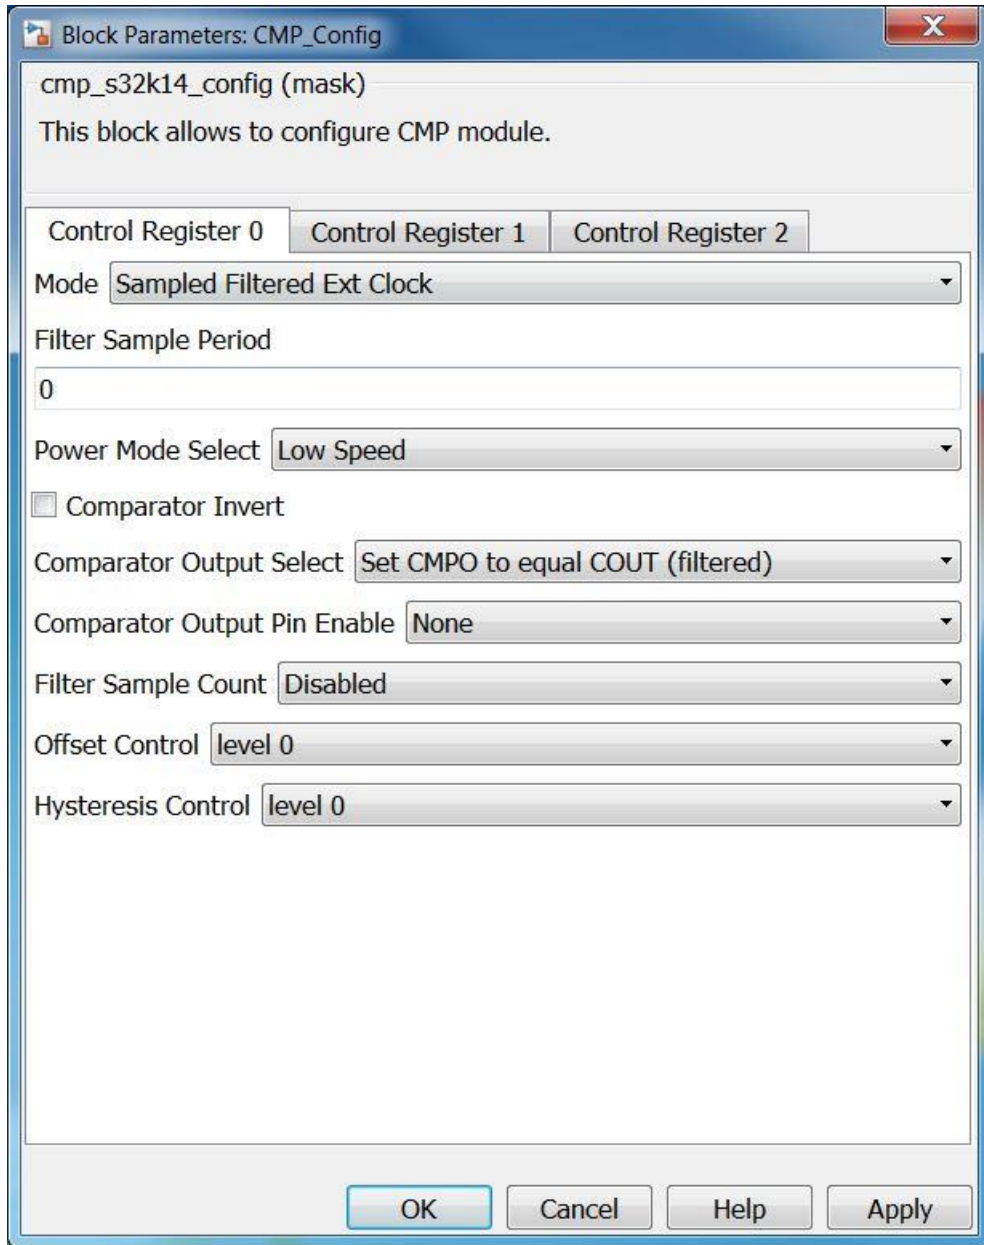 Block Parameters: CMP_Config
X
cmp_s32k14_config (mask)
This block allows to configure CMP module.
Control Register 0 Control Register 1 Control Register 2
Mode Sampled Filtered Ext Clock
Filter Sample Period
0
Power Mode Select Low Speed
Comparator Invert
Comparator Output Select Set CMPO to equal COUT (filtered)
Comparator Output Pin Enable None
Filter Sample Count Disabled
Offset Control level 0
Hysteresis Control level 0
OK Cancel Help Apply